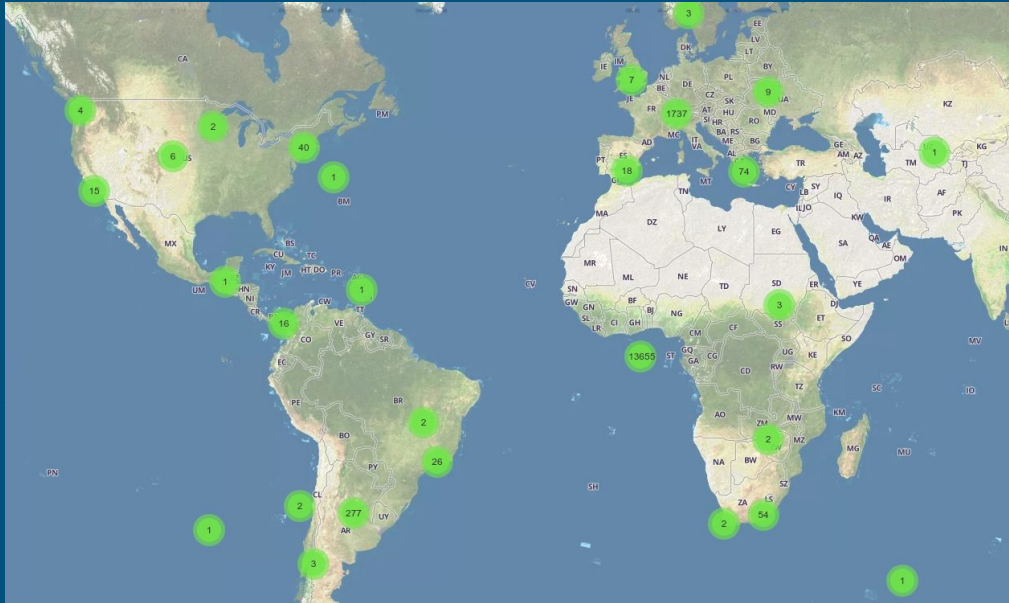 3
EE
LV
LT
CA
IE
IM
DK
7
NL
BE
DE
PL
BY
9
UA
KZ
4
PM
JE
FR
1737
CZ
SK
AT
HU
MD
SI
HR
RO
2
BA
RS
MC
IT
VA
ME
BG
40
AD
AL
GE
AM
AZ
KG
1
TM
TJ
6
US
PT
ES
18
74
TR
15
1
BM
MT
TN
CY
SY
LB
IL
JO
IQ
IR
AF
PK
MA
DZ
LY
EG
KW
QA
AE
SA
OM
IN
MX
BS
CU
TC
KY
JM
HT
DO
PR
1
UM
HN
NI
CR
1
CW
TT
CV
MR
ML
NE
TD
SD
ER
YE
DJ
SN
GW
GN
SL
LR
BF
CI
GH
BJ
NG
3
SS
ET
SO
16
VE
GY
SR
CO
EC
CM
CF
13655
ST
GQ
GA
CG
CD
UG
RW
KE
TZ
MV
SC
IO
PE
BR
2
BO
AO
ZM
MW
KM
MZ
2
MG
MU
NA
BW
SZ
PN
PY
26
SH
CL
2
277
UY
AR
ZA
LS
54
2
1
3
1